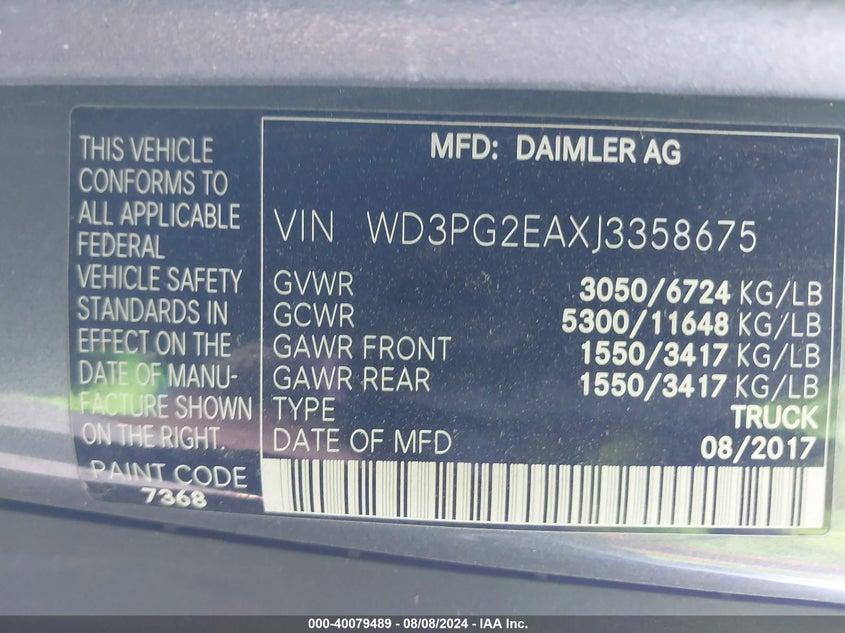 THIS VEHICLE
CONFORMS TO
ALL APPLICABLE
FEDERAL
VEHICLE SAFETY
STANDARDS IN
EFFECT ON THE
DATE OF MANU-
FACTURE SHOWN
ON THE RIGHT.
PAINT CODE
7368
MFD: DAIMLER AG
VIN WD3PG2EAXJ3358675
GVWR 3050/6724 KG/LB
GCWR 5300/11648 KG/LB
GAWR FRONT 1550/3417 KG/LB
GAWR REAR 1550/3417 KG/LB
TYPE TRUCK
DATE OF MFD 08/2017
000-40079489 - 08/08/2024 - IAA Inc.